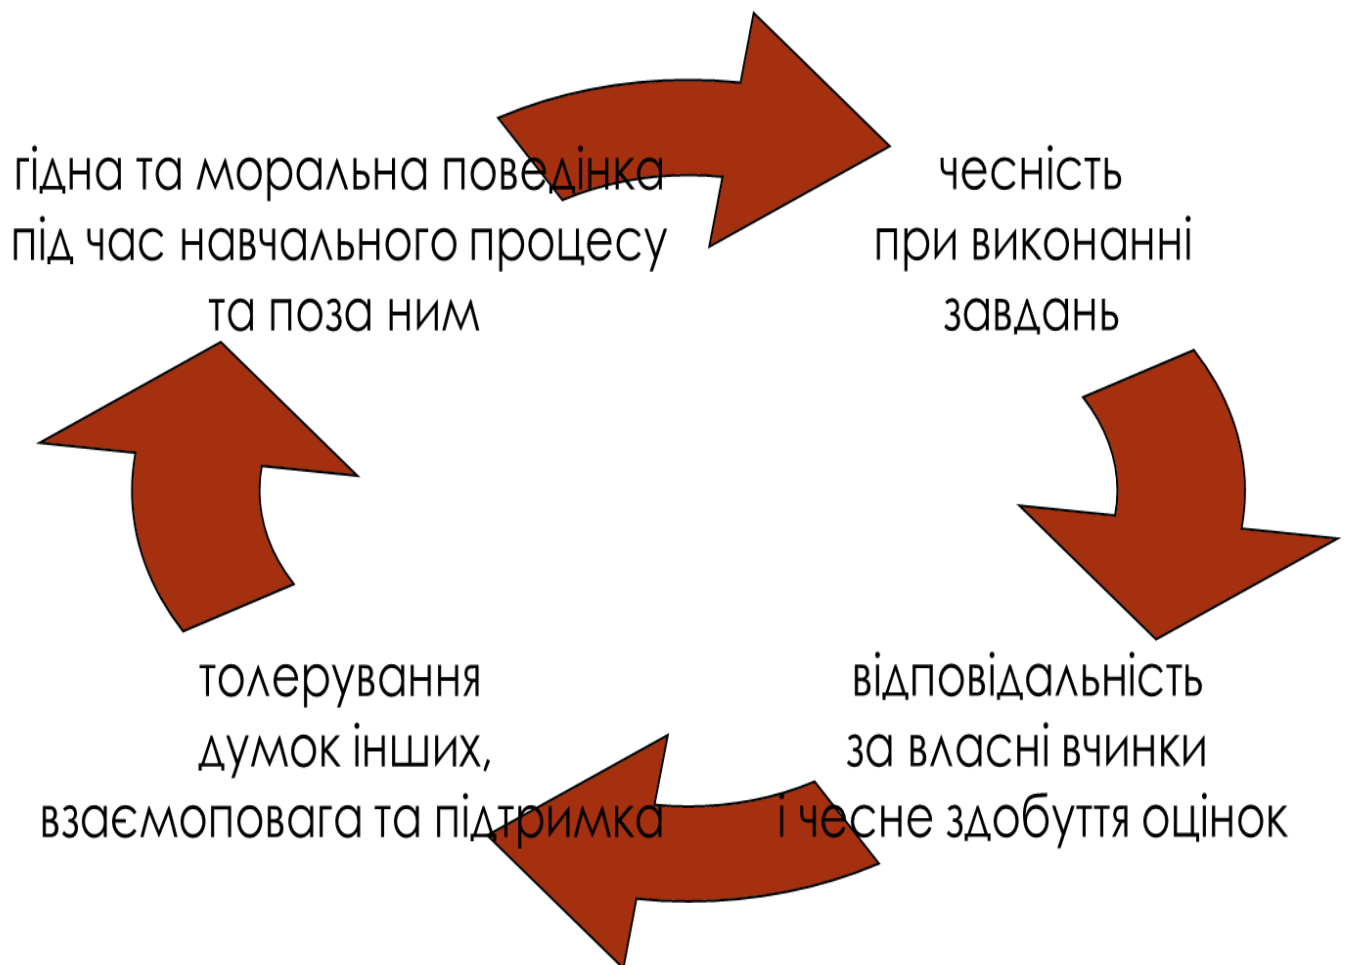 гідна та моральна поведінка
під час навчального процесу
та поза ним
чесність
при виконанні
завдань
відповідальність
за власні вчинки
і чесне здобуття оцінок
толерування
думок інших,
взаємоповага та підтримка